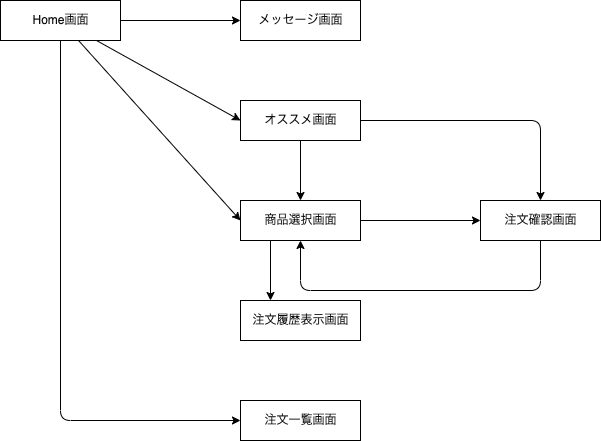 Home画面
メッセージ画面
オススメ画面
商品選択画面
注文確認画面
注文履歴表示画面
注文一覧画面